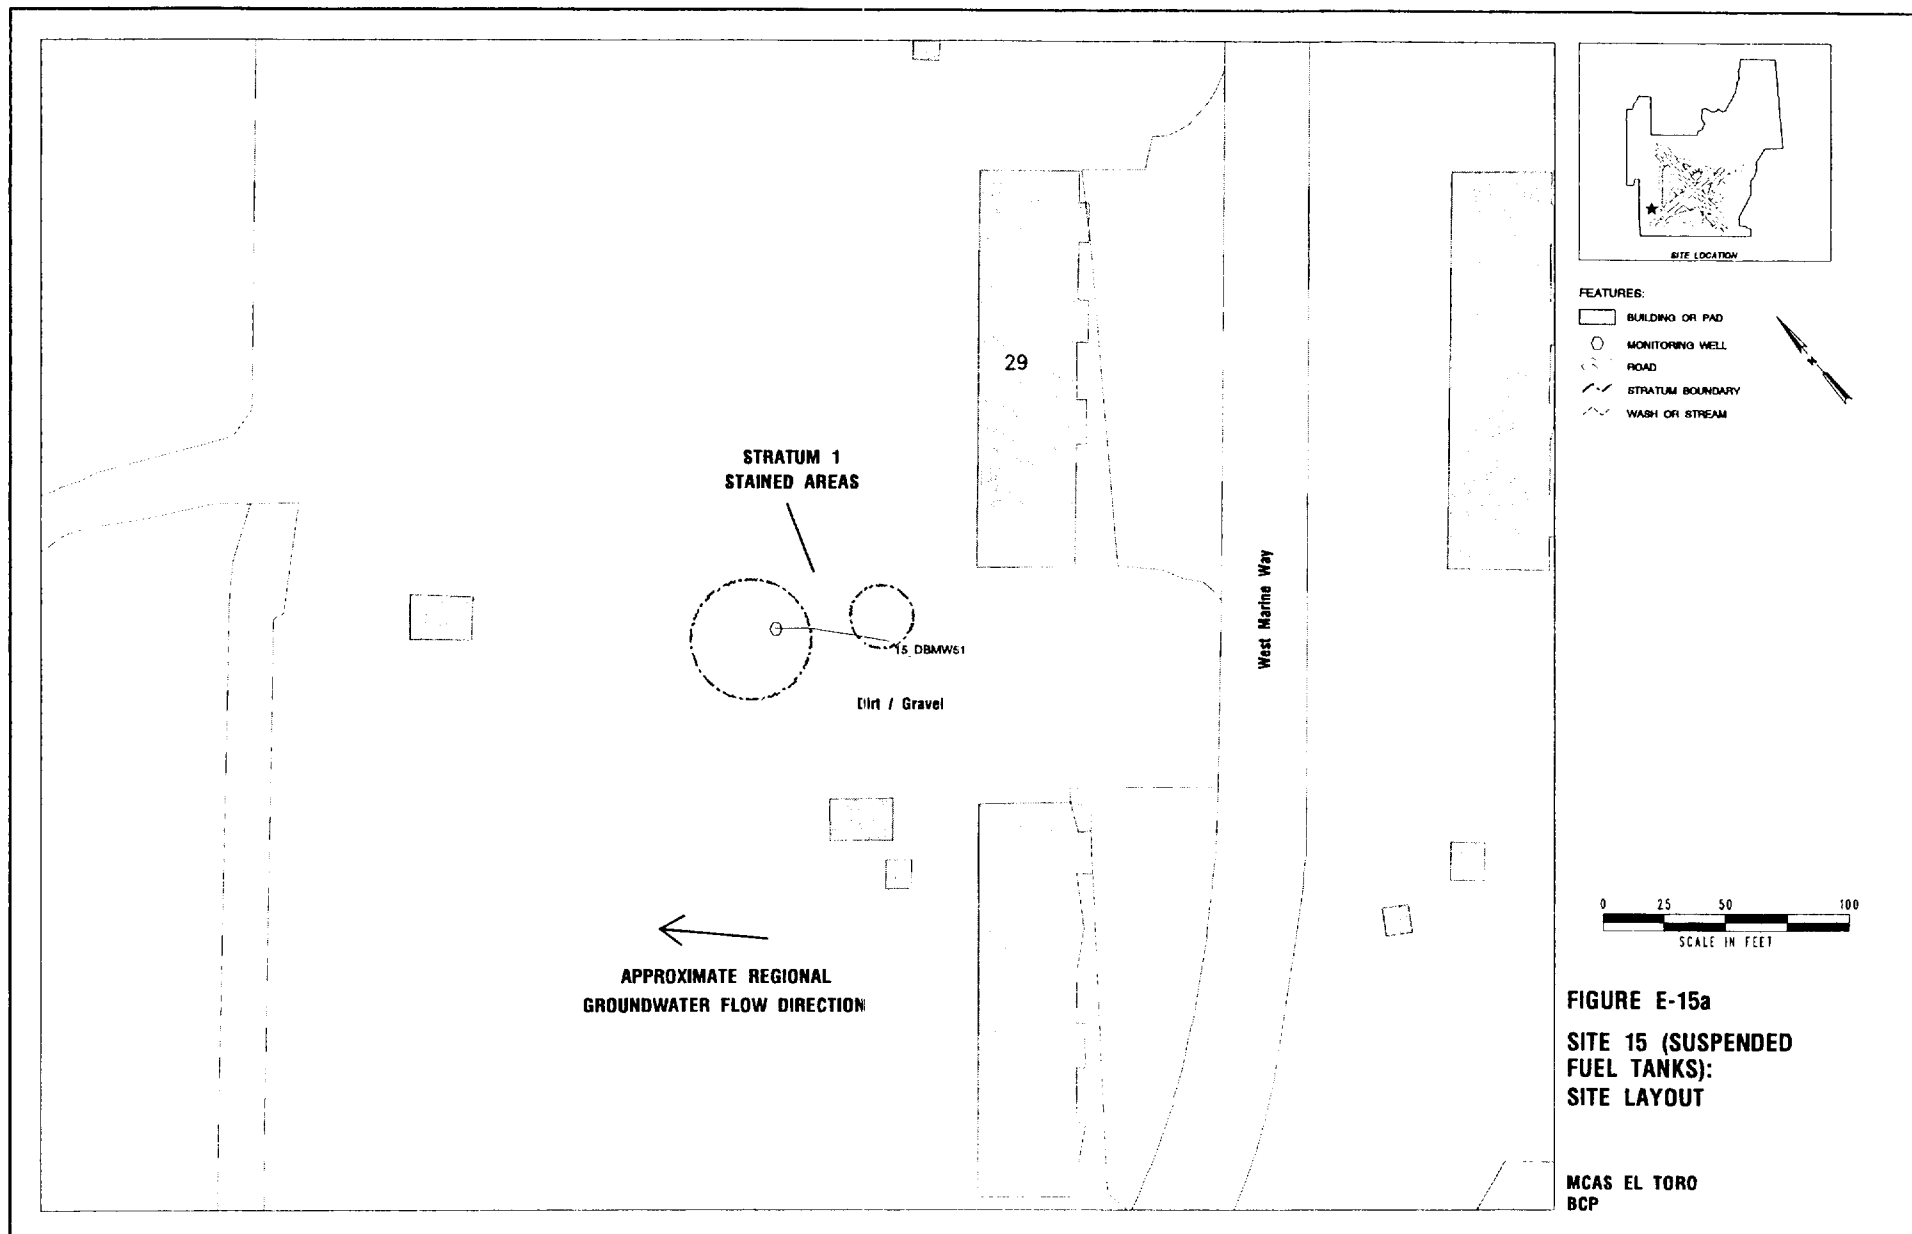 SITE LOCATION
FEATURES:
BUILDING OR PAD
MONITORING WELL
ROAD
STRATUM BOUNDARY
WASH OR STREAM
29
STRATUM 1
STAINED AREAS
West Marine Way
15_DBMW51
Dirt / Gravel
APPROXIMATE REGIONAL
GROUNDWATER FLOW DIRECTION
0 25 50 100
SCALE IN FEET
FIGURE E-15a
SITE 15 (SUSPENDED
FUEL TANKS):
SITE LAYOUT
MCAS EL TORO
BCP